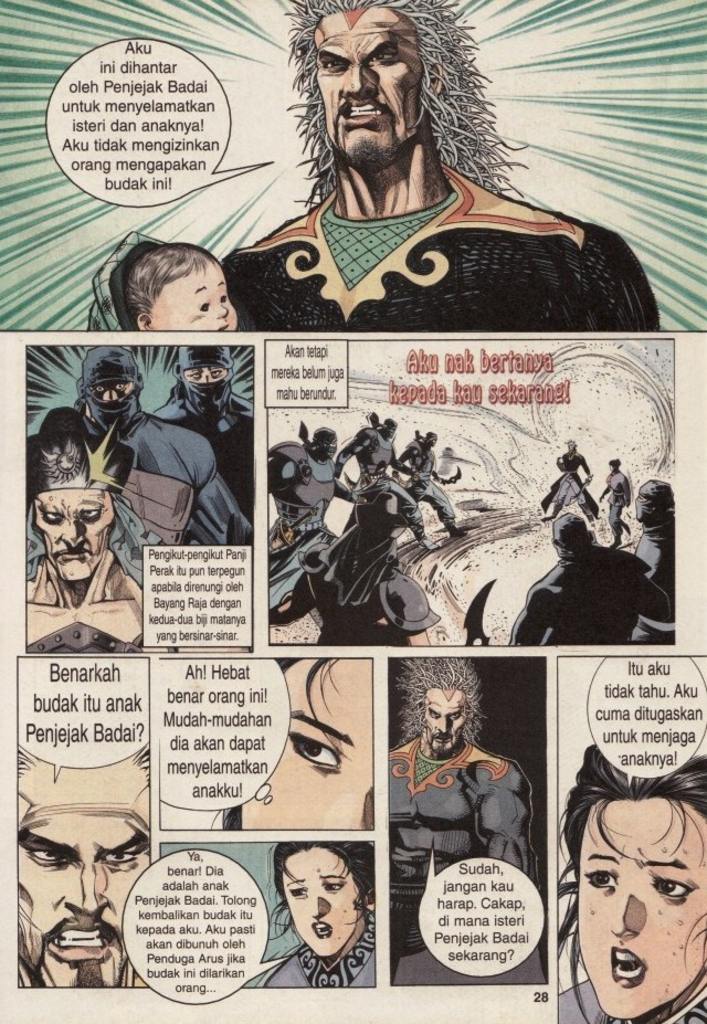 Aku
ini dihantar
oleh Penjejak Badai
untuk menyelamatkan
isteri dan anaknya!
Aku tidak mengizinkan
orang mengapakan
budak ini!
Pengikut-pengikut Panji
Perak itu pun terpegun
apabila direnungi oleh
Bayang Raja dengan
kedua-dua biji matanya
yang bersinar-sinar.
Akan tetapi
mereka belum juga
mahu berundur.
Aku nak bertanya
kepada kau sekarang!
Benarkah
budak itu anak
Penjejak Badai?
Ah! Hebat
benar orang ini!
Mudah-mudahan
dia akan dapat
menyelamatkan
anakku!
Ya,
benar! Dia
adalah anak
Penjejak Badai. Tolong
kembalikan budak itu
kepada aku. Aku pasti
akan dibunuh oleh
Penduga Arus jika
budak ini dilarikan
orang...
Sudah,
jangan kau
harap. Cakap,
di mana isteri
Penjejak Badai
sekarang?
Itu aku
tidak tahu. Aku
cuma ditugaskan
untuk menjaga
anaknya!
28